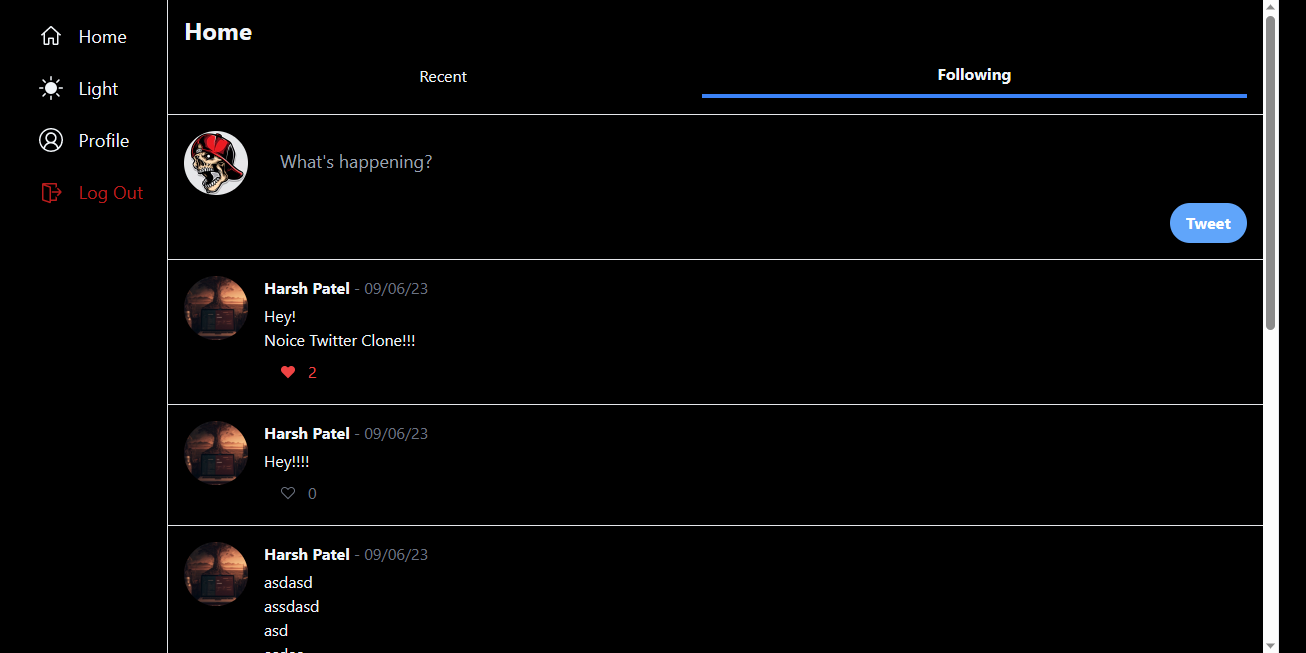 Home
Light
Profile
Log Out
Home
Recent
Following
What's happening?
Tweet
Harsh Patel - 09/06/23
Hey!
Noice Twitter Clone!!!
2
Harsh Patel - 09/06/23
Hey!!!!
0
Harsh Patel - 09/06/23
asdasd
assdasd
asd